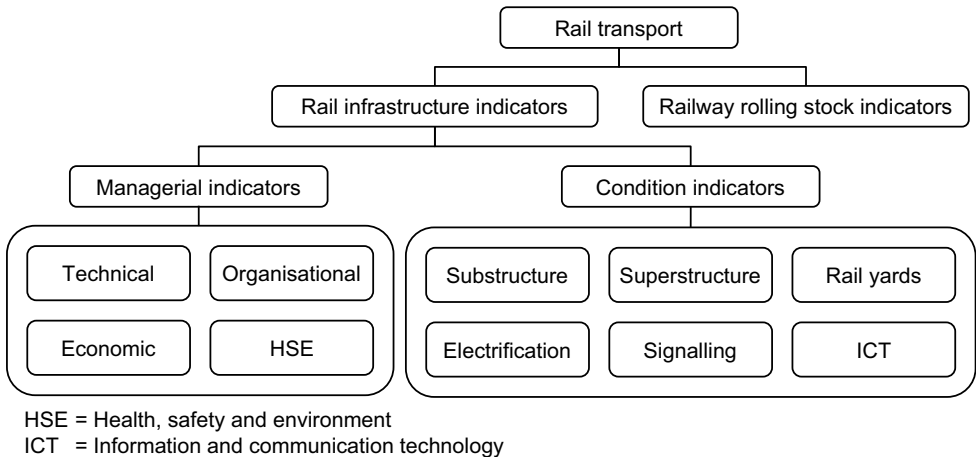 Rail transport
Rail infrastructure indicators
Railway rolling stock indicators
Managerial indicators
Condition indicators
Technical
Organisational
Economic
HSE
Substructure
Superstructure
Rail yards
Electrification
Signalling
ICT
HSE = Health, safety and environment
ICT = Information and communication technology